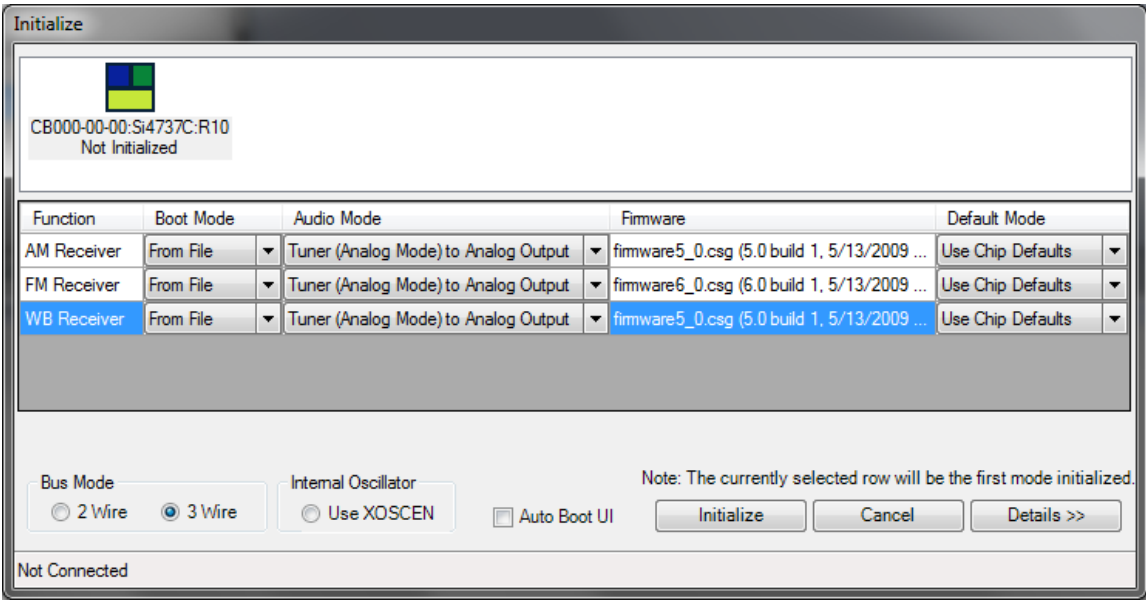 Initialize
CB000-00-00:Si4737C:R10
Not Initialized
Function Boot Mode Audio Mode Firmware Default Mode
AM Receiver From File Tuner (Analog Mode) to Analog Output firmware5_0.csg (5.0 build 1, 5/13/2009 ... Use Chip Defaults
FM Receiver From File Tuner (Analog Mode) to Analog Output firmware6_0.csg (6.0 build 1, 5/13/2009 ... Use Chip Defaults
WB Receiver From File Tuner (Analog Mode) to Analog Output firmware5_0.csg (5.0 build 1, 5/13/2009 ... Use Chip Defaults
Note: The currently selected row will be the first mode initialized.
Bus Mode Internal Oscillator
2 Wire 3 Wire Use XOSCEN Auto Boot UI Initialize Cancel Details >>
Not Connected